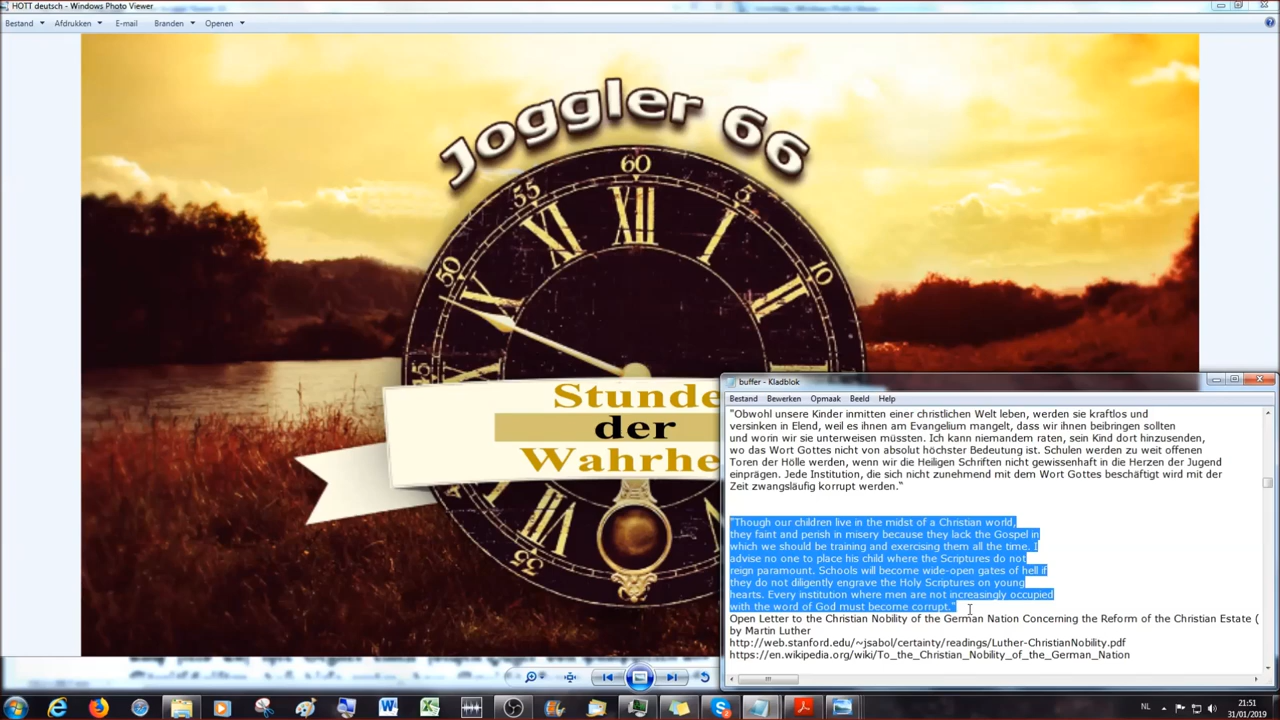 HOTT deutsch - Windows Photo Viewer
Bestand Afdrukken E-mail Branden Openen
Joggler 66
60
55 5
XII
XI I
50 10
X II
Stunde
der
Wahrhe
buffer - Kladblok
Bestand Bewerken Opmaak Beeld Help
"Obwohl unsere Kinder inmitten einer christlichen Welt leben, werden sie kraftlos und
versinken in Elend, weil es ihnen am Evangelium mangelt, dass wir ihnen beibringen sollten
und worin wir sie unterweisen müssten. Ich kann niemandem raten, sein Kind dort hinzusenden,
wo das Wort Gottes nicht von absolut höchster Bedeutung ist. Schulen werden zu weit offenen
Toren der Hölle werden, wenn wir die Heiligen Schriften nicht gewissenhaft in die Herzen der Jugend
einprägen. Jede Institution, die sich nicht zunehmend mit dem Wort Gottes beschäftigt wird mit der
Zeit zwangsläufig korrupt werden.“
"Though our children live in the midst of a Christian world,
they faint and perish in misery because they lack the Gospel in
which we should be training and exercising them all the time. I
advise no one to place his child where the Scriptures do not
reign paramount. Schools will become wide-open gates of hell if
they do not diligently engrave the Holy Scriptures on young
hearts. Every institution where men are not increasingly occupied
with the word of God must become corrupt."
Open Letter to the Christian Nobility of the German Nation Concerning the Reform of the Christian Estate (
by Martin Luther
http://web.stanford.edu/~jsabol/certainty/readings/Luther-ChristianNobility.pdf
https://en.wikipedia.org/wiki/To_the_Christian_Nobility_of_the_German_Nation
VII
35
NL
21:51
31/01/2019